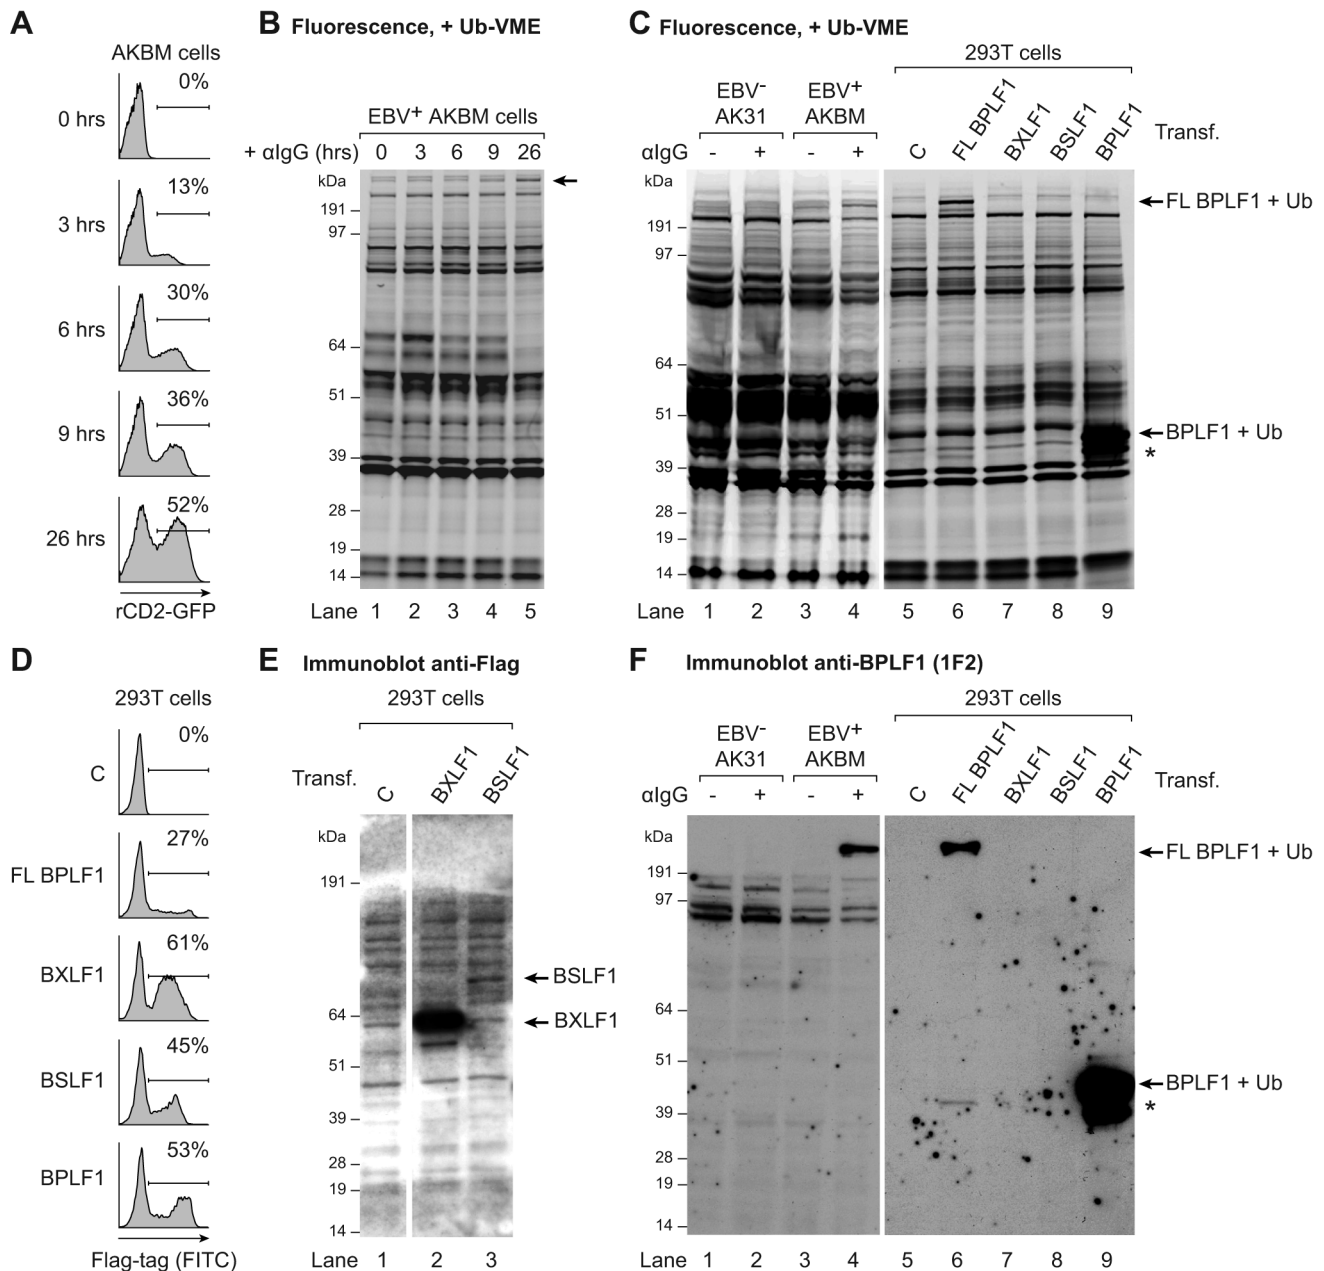 A
AKBM cells
0 hrs
0%
3 hrs
13%
6 hrs
30%
9 hrs
36%
26 hrs
52%
rCD2-GFP
B Fluorescence, + Ub-VME
EBV+ AKBM cells
+ αIgG (hrs) 0 3 6 9 26
kDa
191
97
64
51
39
28
19
14
Lane 1 2 3 4 5
C Fluorescence, + Ub-VME
293T cells
EBV- AK31
EBV+ AKBM
C FL BPLF1 BXLF1 BSLF1 BPLF1 Transf.
αIgG - + - +
kDa
191
97
64
51
39
28
19
14
FL BPLF1 + Ub
BPLF1 + Ub
*
Lane 1 2 3 4 5 6 7 8 9
D
293T cells
C
0%
FL BPLF1
27%
BXLF1
61%
BSLF1
45%
BPLF1
53%
Flag-tag (FITC)
E Immunoblot anti-Flag
293T cells
Transf. C BXLF1 BSLF1
kDa
191
64
51
39
28
19
14
BSLF1
BXLF1
Lane 1 2 3
F Immunoblot anti-BPLF1 (1F2)
293T cells
EBV- AK31
EBV+ AKBM
C FL BPLF1 BXLF1 BSLF1 BPLF1 Transf.
αIgG - + - +
kDa
191
97
64
51
39
28
19
14
FL BPLF1 + Ub
BPLF1 + Ub
*
Lane 1 2 3 4 5 6 7 8 9